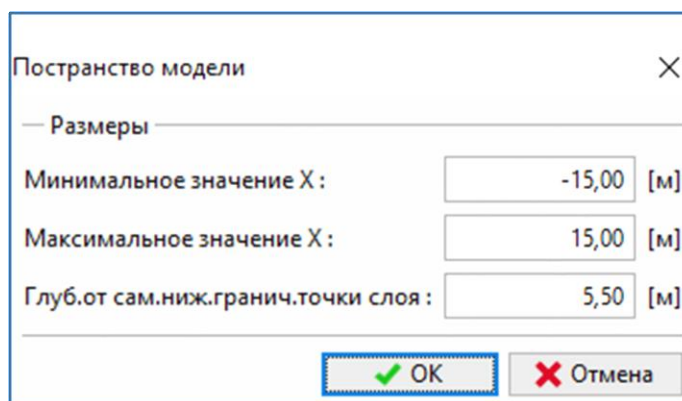 Постранство модели
Размеры
Минимальное значение X : -15,00 [м]
Максимальное значение X : 15,00 [м]
Глуб.от сам.ниж.гранич.точки слоя : 5,50 [м]
OK Отмена